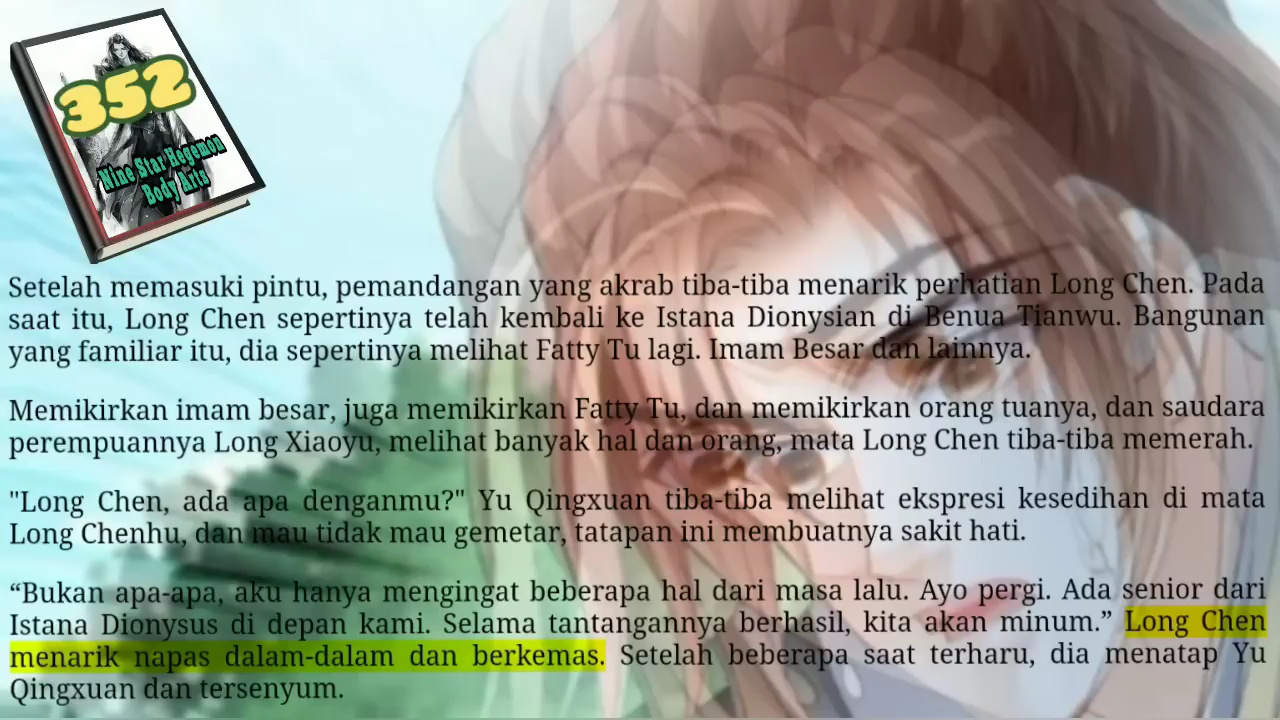 352
Nine Star Hegemon
Body Arts
Setelah memasuki pintu, pemandangan yang akrab tiba-tiba menarik perhatian Long Chen. Pada
saat itu, Long Chen sepertinya telah kembali ke Istana Dionysian di Benua Tianwu. Bangunan
yang familiar itu, dia sepertinya melihat Fatty Tu lagi. Imam Besar dan lainnya.
Memikirkan imam besar, juga memikirkan Fatty Tu, dan memikirkan orang tuanya, dan saudara
perempuannya Long Xiaoyu, melihat banyak hal dan orang, mata Long Chen tiba-tiba memerah.
"Long Chen, ada apa denganmu?" Yu Qingxuan tiba-tiba melihat ekspresi kesedihan di mata
Long Chenhu, dan mau tidak mau gemetar, tatapan ini membuatnya sakit hati.
“Bukan apa-apa, aku hanya mengingat beberapa hal dari masa lalu. Ayo pergi. Ada senior dari
Istana Dionysus di depan kami. Selama tantangannya berhasil, kita akan minum.” Long Chen
menarik napas dalam-dalam dan berkemas. Setelah beberapa saat terharu, dia menatap Yu
Qingxuan dan tersenyum.